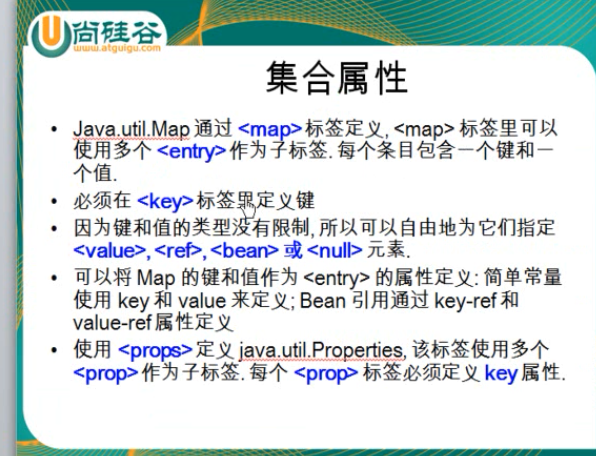 尚硅谷
www.atguigu.com
集合属性
• Java.util.Map 通过 <map> 标签定义, <map> 标签里可以
使用多个 <entry> 作为子标签. 每个条目包含一个键和一
个值.
• 必须在 <key> 标签里定义键
• 因为键和值的类型没有限制, 所以可以自由地为它们指定
<value>, <ref>, <bean> 或 <null> 元素.
• 可以将 Map 的键和值作为 <entry> 的属性定义: 简单常量
使用 key 和 value 来定义; Bean 引用通过 key-ref 和
value-ref 属性定义
• 使用 <props> 定义 java.util.Properties, 该标签使用多个
<prop> 作为子标签. 每个 <prop> 标签必须定义 key 属性.